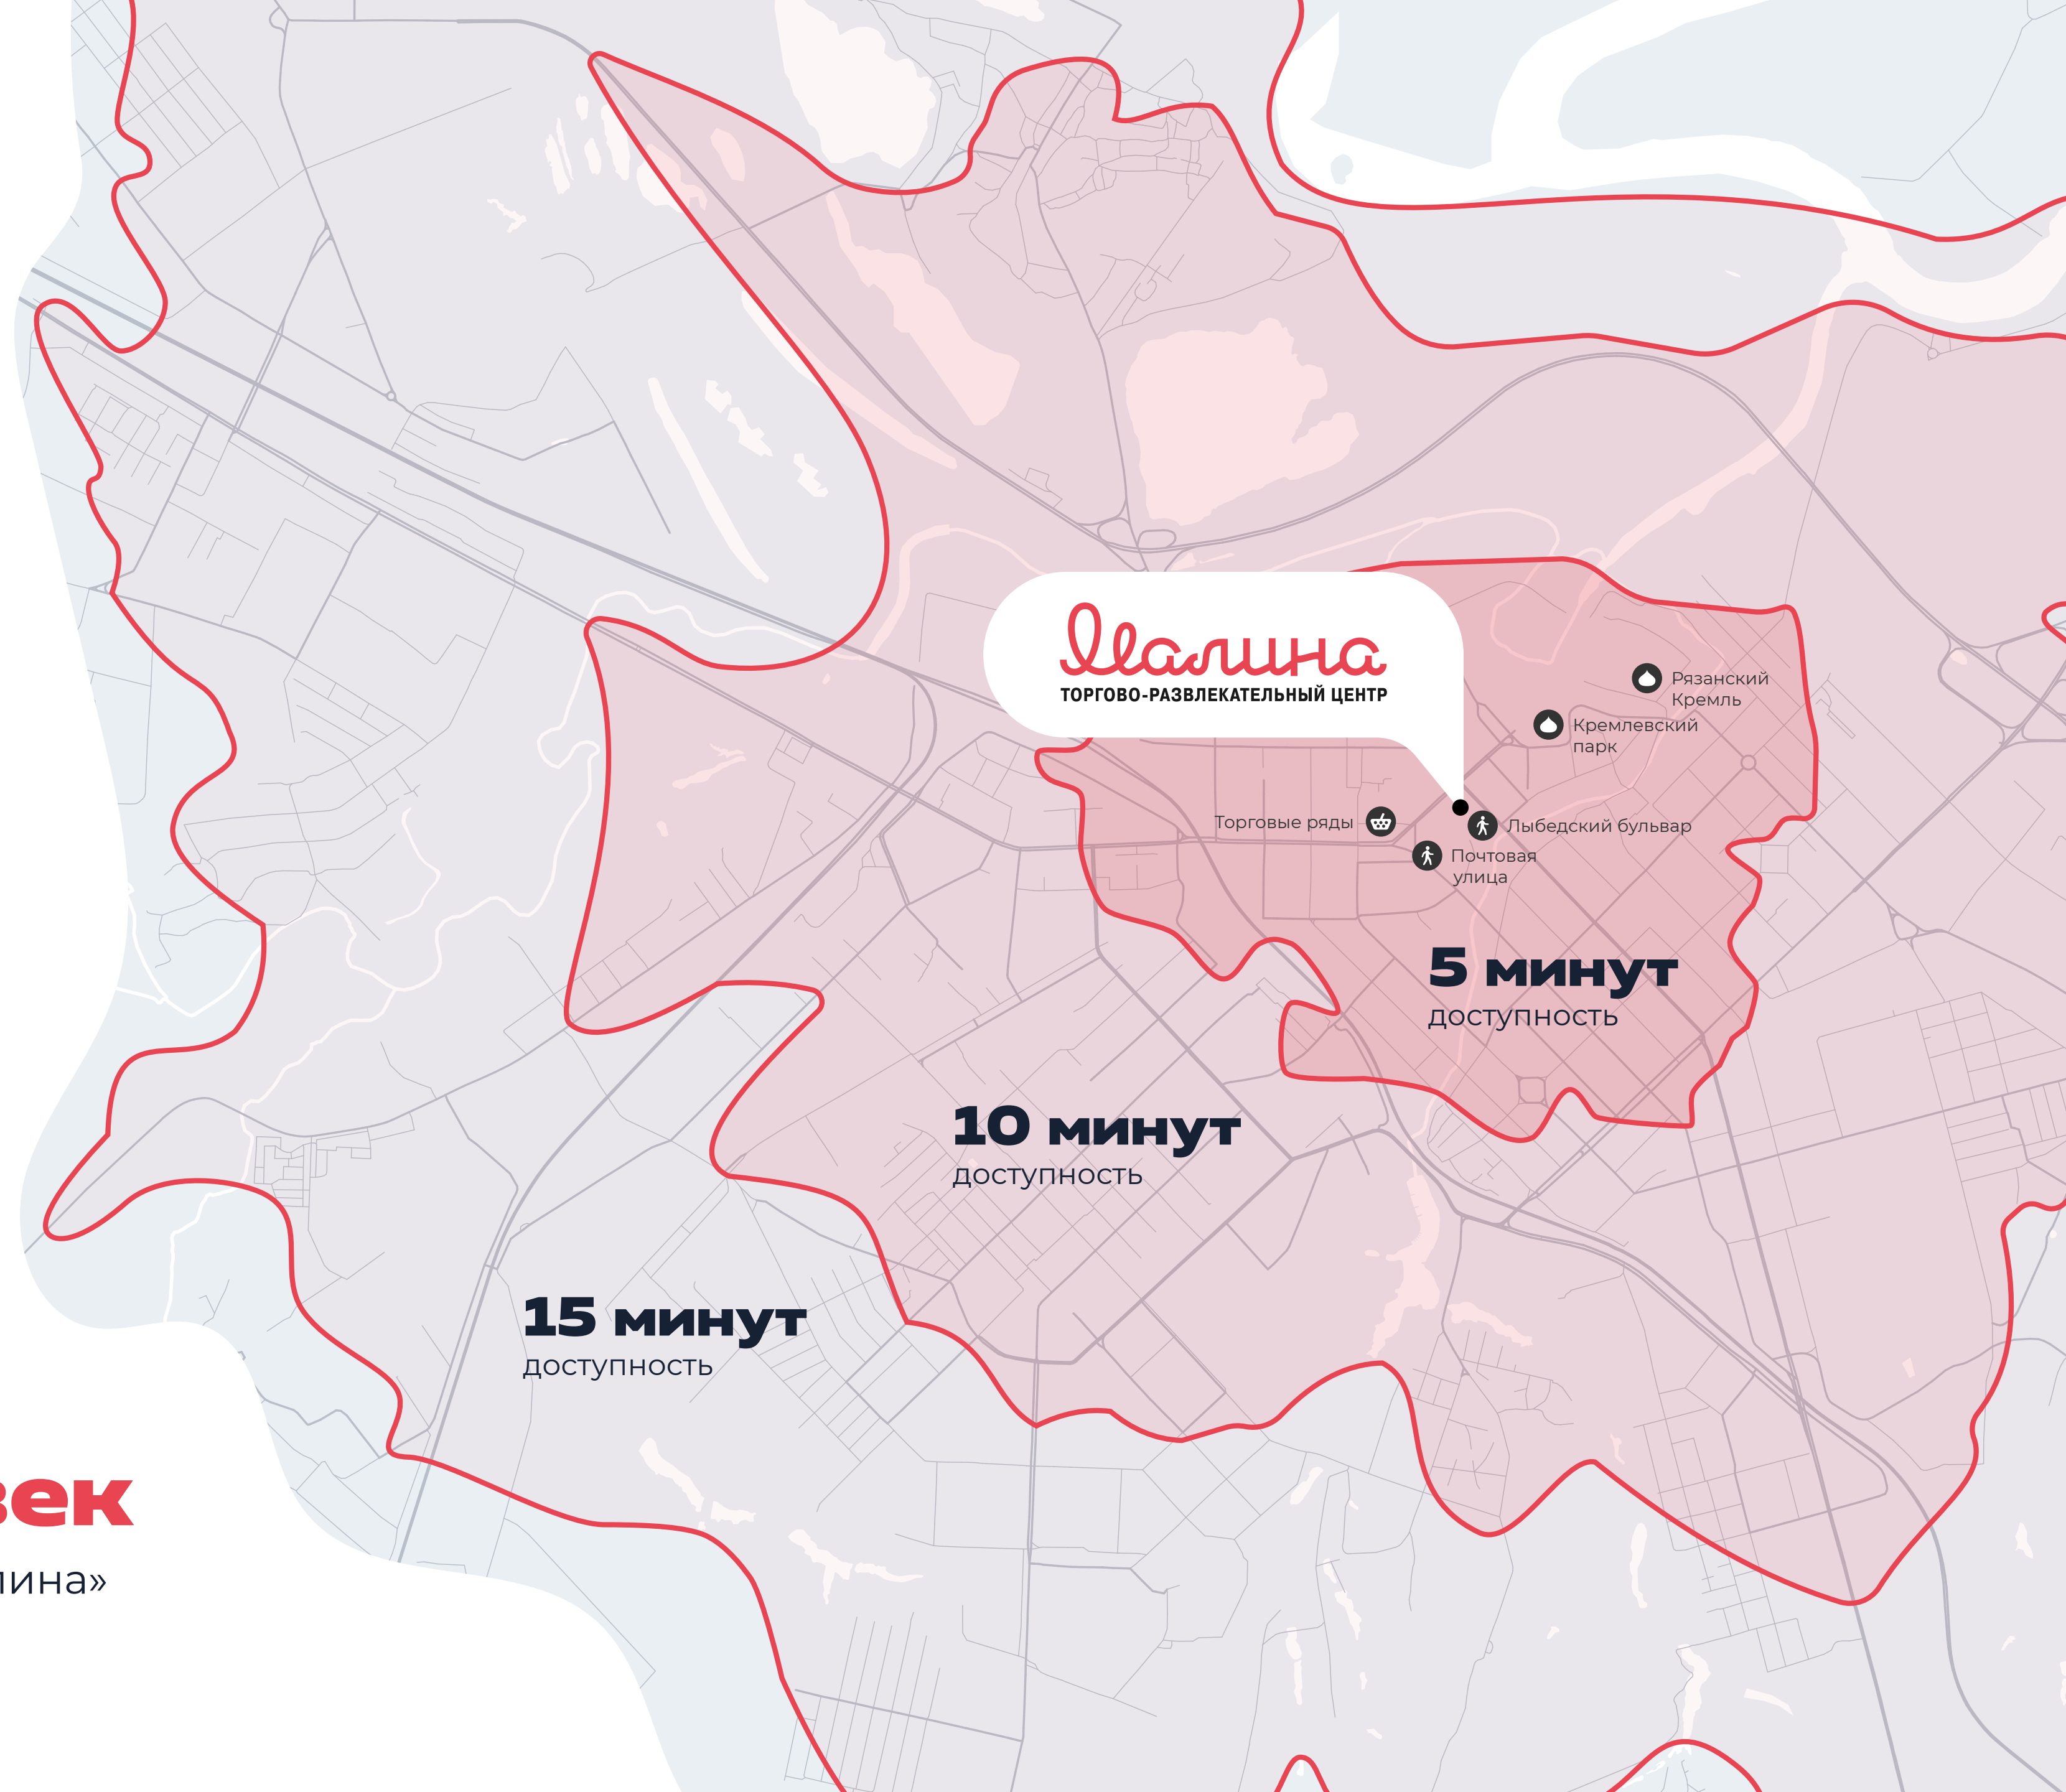 Малина
ТОРГОВО-РАЗВЛЕКАТЕЛЬНЫЙ ЦЕНТР
Рязанский
Кремль
Кремлевский
парк
Торговые ряды
Лыбедский бульвар
Почтовая
улица
5 минут
доступность
10 минут
доступность
15 минут
доступность
век
лина»